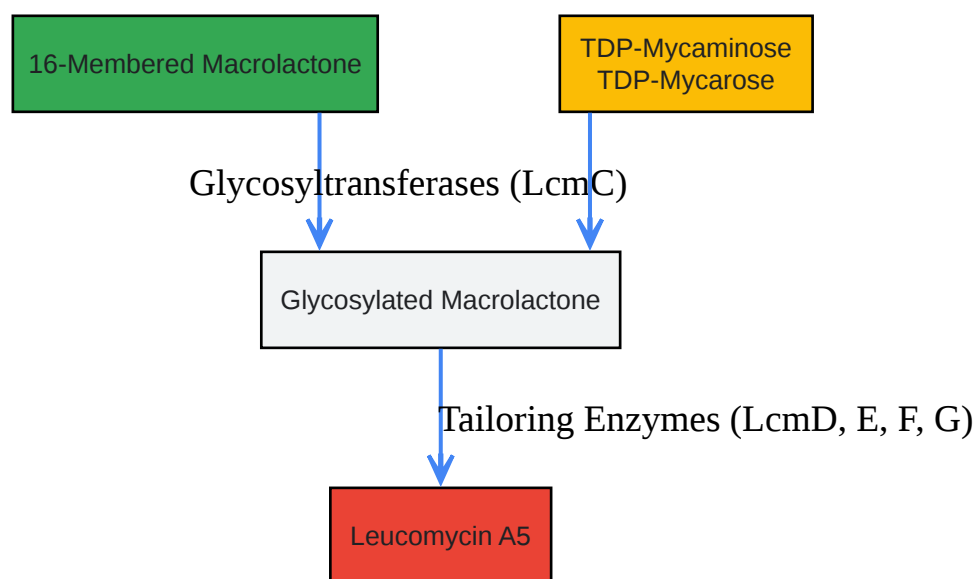 16-Membered Macrolactone
TDP-Mycaminose
TDP-Mycarose
Glycosyltransferases (LcmC)
Glycosylated Macrolactone
Tailoring Enzymes (LcmD, E, F, G)
Leucomycin A5